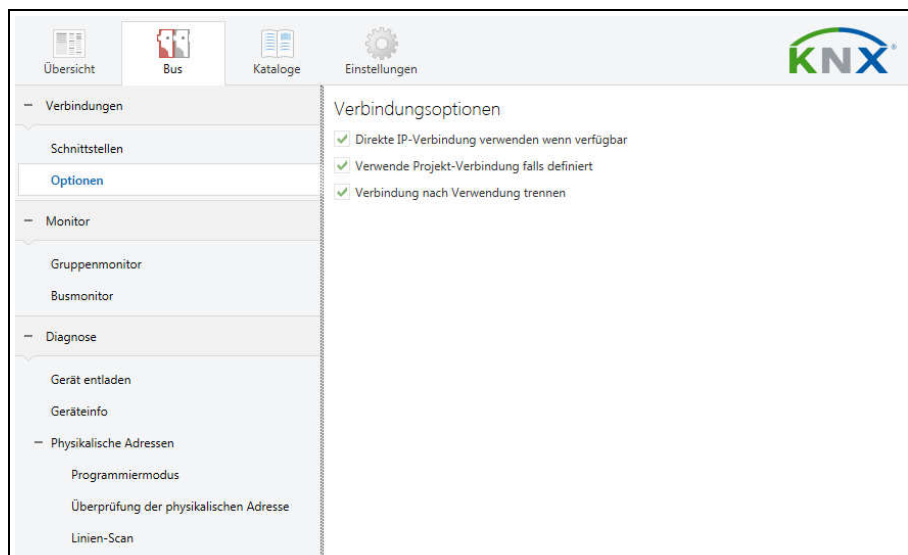 Übersicht
Bus
Kataloge
Einstellungen
KNX
Verbindungen
Schnittstellen
Optionen
Monitor
Gruppenmonitor
Busmonitor
Diagnose
Gerät entladen
Geräteinfo
Physikalische Adressen
Programmiermodus
Überprüfung der physikalischen Adresse
Linien-Scan
Verbindungsoptionen
Direkte IP-Verbindung verwenden wenn verfügbar
Verwende Projekt-Verbindung falls definiert
Verbindung nach Verwendung trennen